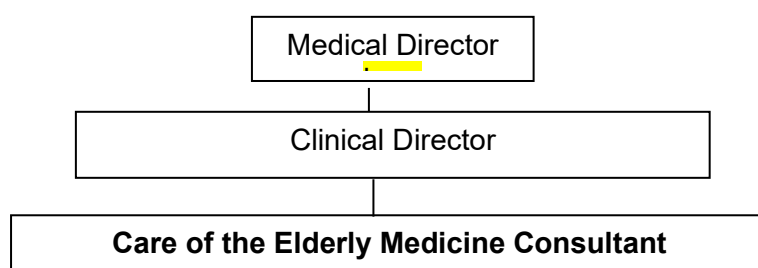 Medical Director
.
Clinical Director
Care of the Elderly Medicine Consultant